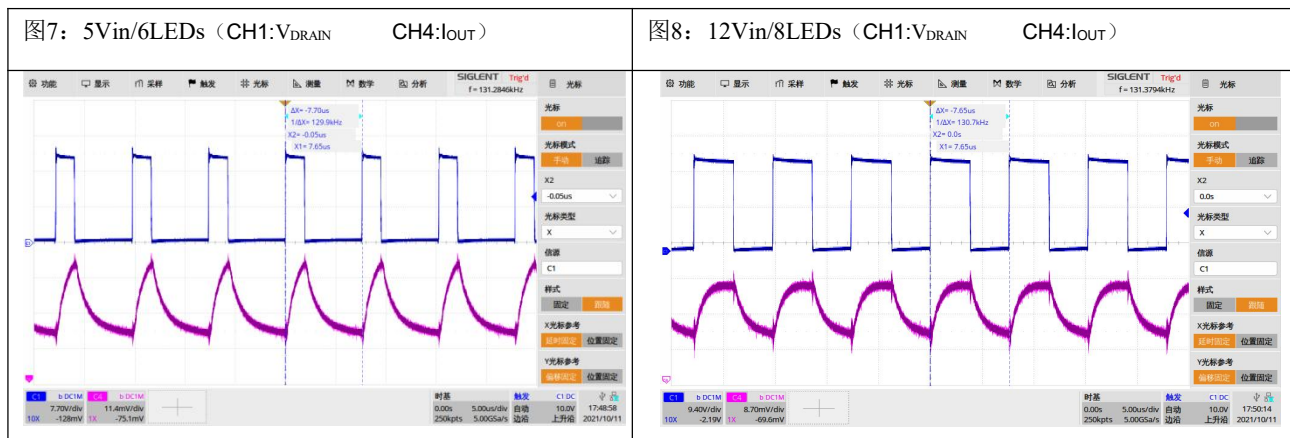 图7：5Vin/6LEDs（CH1:VDRAIN CH4:IOUT）
功能 显示 采样 触发 光标 测量 数学 分析
SIGLENT Trig'd
f = 131.2846kHz
光标
ΔX= -7.70us
1/ΔX= 129.9kHz
X2= -0.05us
X1= 7.65us
光标
on
光标模式
手动 追踪
X2
-0.05us
光标类型
X
信源
C1
样式
固定 跟随
X光标参考
延时固定 位置固定
Y光标参考
偏移固定 位置固定
C1 b DC1M
7.70V/div
10X -128mV
C4 b DC1M
11.4mV/div
1X -75.1mV
时基
0.00s 5.00us/div
250kpts 5.00GSa/s
触发 C1 DC
自动 10.0V
边沿 上升沿
17:48:58
2021/10/11
图8：12Vin/8LEDs（CH1:VDRAIN CH4:IOUT）
功能 显示 采样 触发 光标 测量 数学 分析
SIGLENT Trig'd
f = 131.3794kHz
光标
ΔX= -7.65us
1/ΔX= 130.7kHz
X2= 0.0s
X1= 7.65us
光标
on
光标模式
手动 追踪
X2
0.0s
光标类型
X
信源
C1
样式
固定 跟随
X光标参考
延时固定 位置固定
Y光标参考
偏移固定 位置固定
C1 b DC1M
9.40V/div
10X -2.19V
C4 b DC1M
8.70mV/div
1X -69.6mV
时基
0.00s 5.00us/div
250kpts 5.00GSa/s
触发 C1 DC
自动 10.0V
边沿 上升沿
17:50:14
2021/10/11